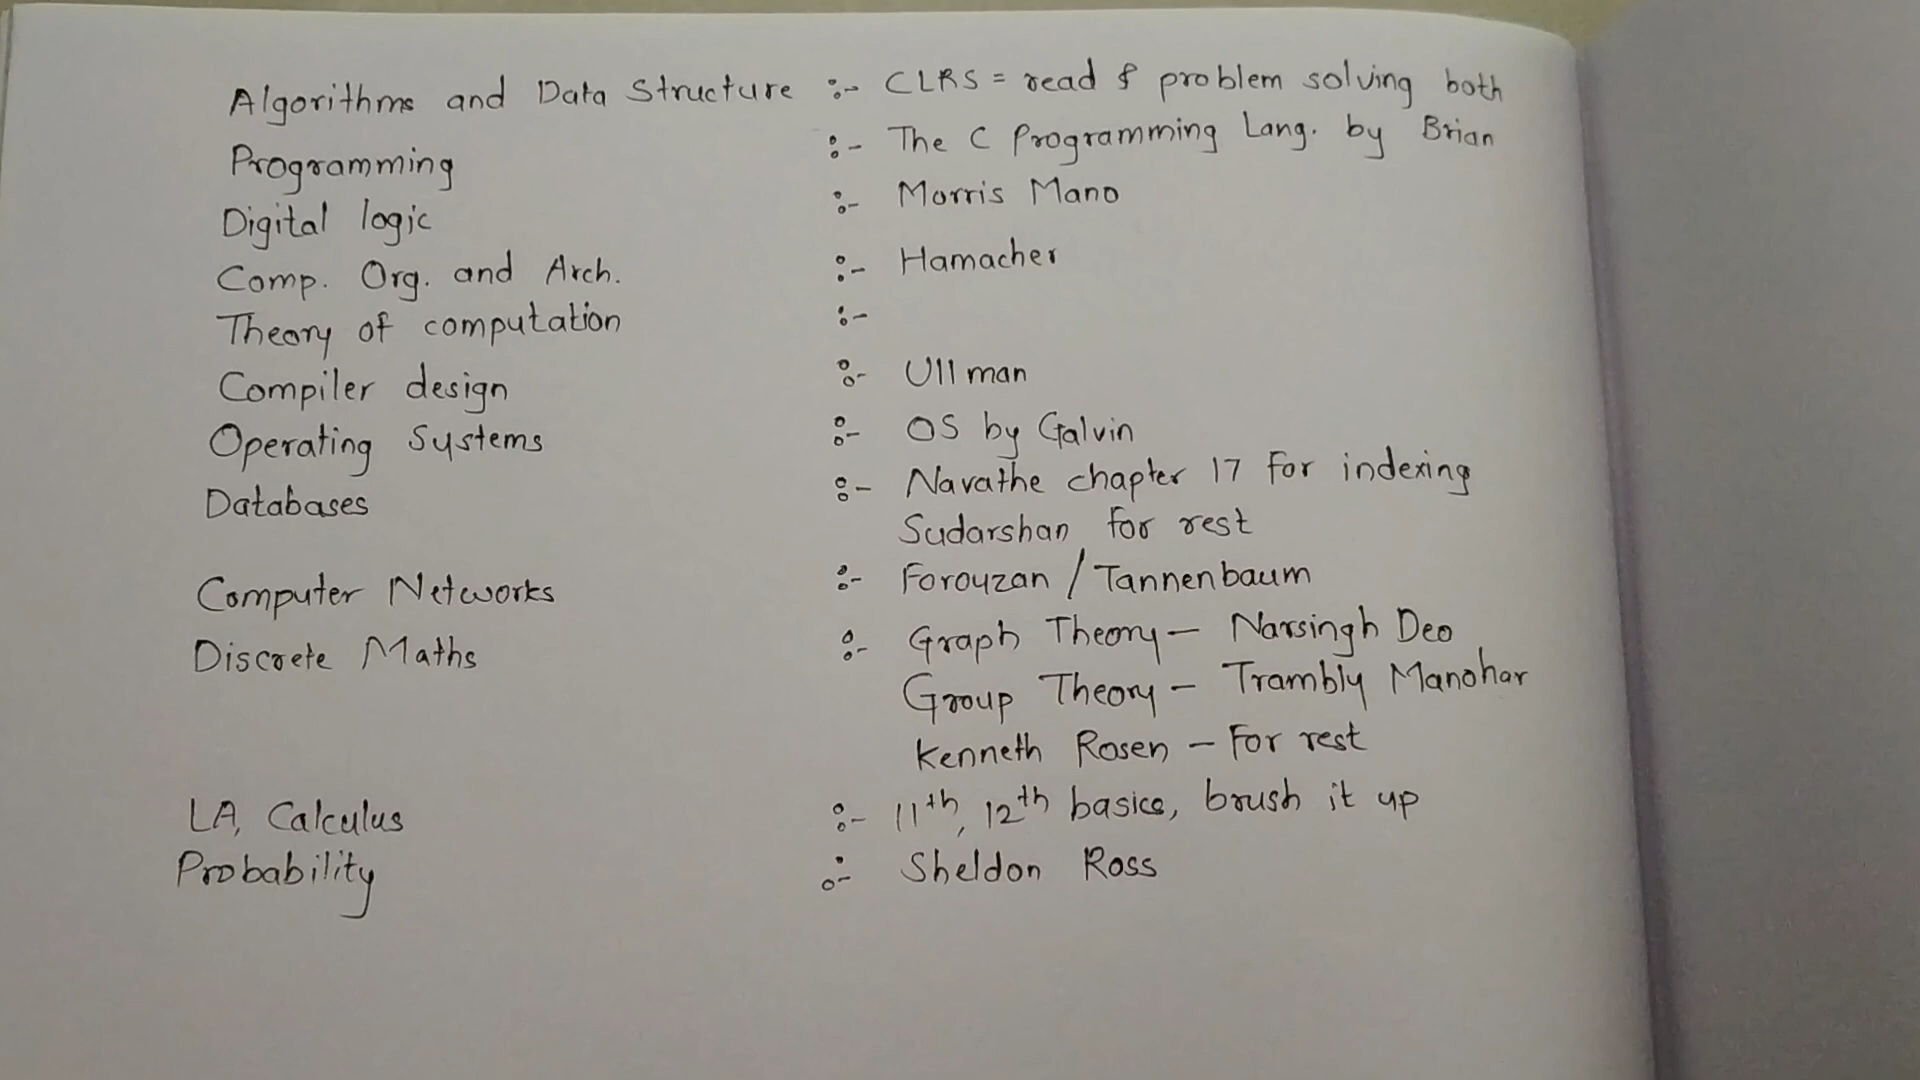 Algorithms and Data Structure :- CLRS = read & problem solving both
Programming :- The C Programming Lang. by Brian
Digital logic :- Morris Mano
Comp. Org. and Arch. :- Hamacher
Theory of computation :-
Compiler design :- Ullman
Operating Systems :- OS by Galvin
Databases :- Navathe chapter 17 for indexing
Sudarshan for rest
Computer Networks :- Forouzan / Tannenbaum
Discrete Maths :- Graph Theory - Narsingh Deo
Group Theory - Trambly Manohar
Kenneth Rosen - For rest
LA, Calculus :- 11th, 12th basics, brush it up
Probability :- Sheldon Ross